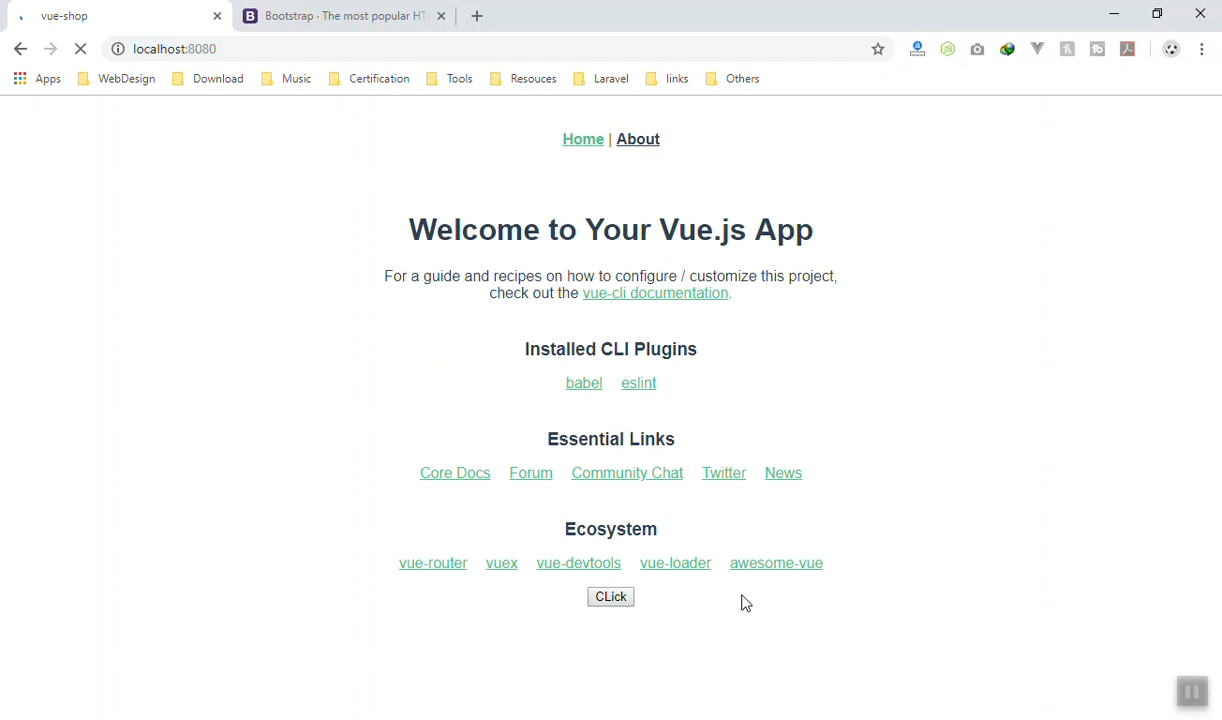 vue-shop
Bootstrap · The most popular HT
localhost:8080
Apps WebDesign Download Music Certification Tools Resouces Laravel links Others
Home | About
Welcome to Your Vue.js App
For a guide and recipes on how to configure / customize this project,
check out the vue-cli documentation.
Installed CLI Plugins
babel eslint
Essential Links
Core Docs Forum Community Chat Twitter News
Ecosystem
vue-router vuex vue-devtools vue-loader awesome-vue
CLick